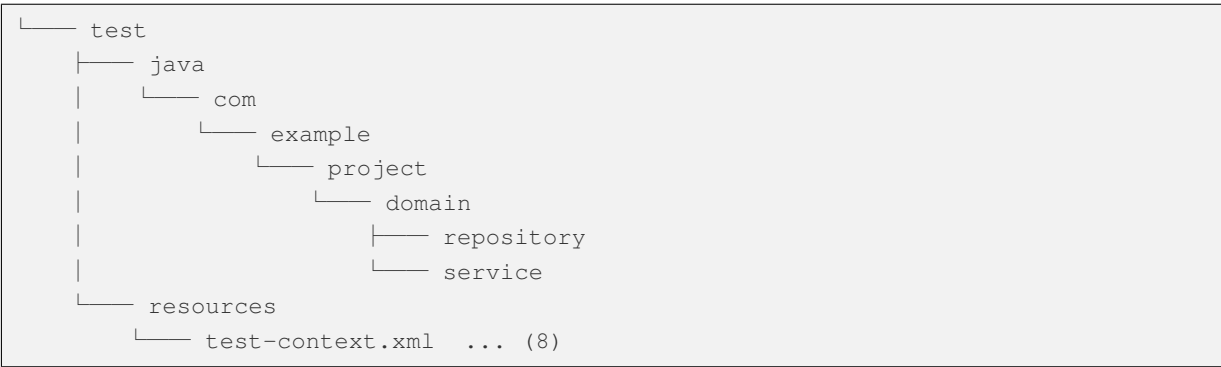 └─── test
    ├─── java
    │   └─── com
    │       └─── example
    │           └─── project
    │               └─── domain
    │                   ├─── repository
    │                   └─── service
    └─── resources
        └─── test-context.xml  ... (8)